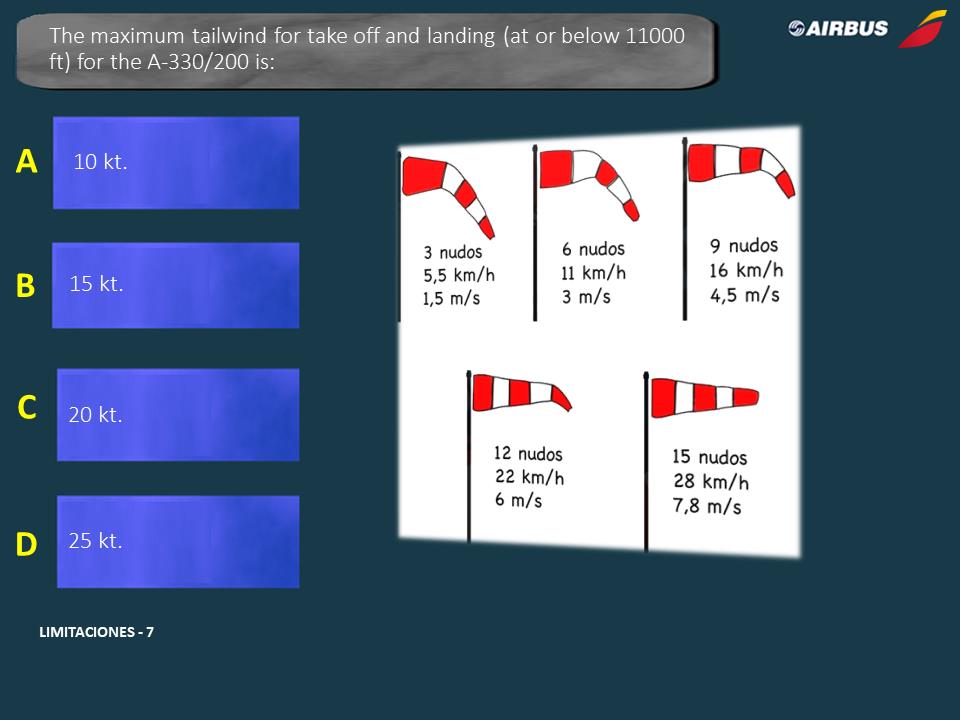 The maximum tailwind for take off and landing (at or below 11000
ft) for the A-330/200 is:
AIRBUS
A
10 kt.
B
15 kt.
C
20 kt.
D
25 kt.
3 nudos
5,5 km/h
1,5 m/s
6 nudos
11 km/h
3 m/s
9 nudos
16 km/h
4,5 m/s
12 nudos
22 km/h
6 m/s
15 nudos
28 km/h
7,8 m/s
LIMITACIONES - 7